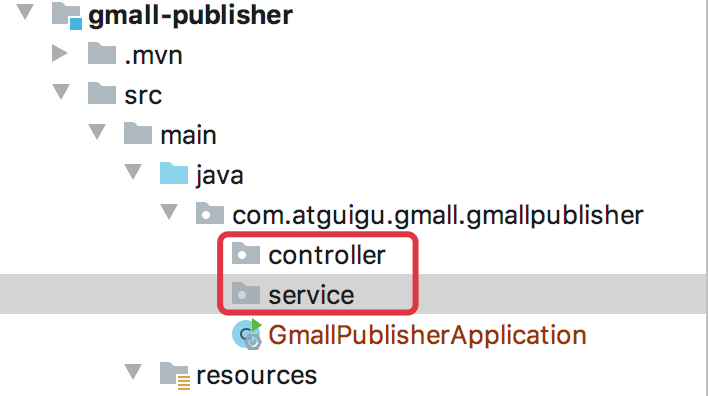 gmall-publisher
.mvn
src
main
java
com.atguigu.gmall.gmallpublisher
controller
service
GmallPublisherApplication
resources